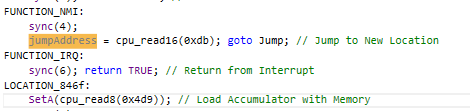 FUNCTION_NMI:
sync(4);
jumpAddress = cpu_read16(0xdb); goto Jump; // Jump to New Location
FUNCTION_IRQ:
sync(6); return TRUE; // Return from Interrupt
LOCATION_846f:
SetA(cpu_read8(0x4d9)); // Load Accumulator with Memory